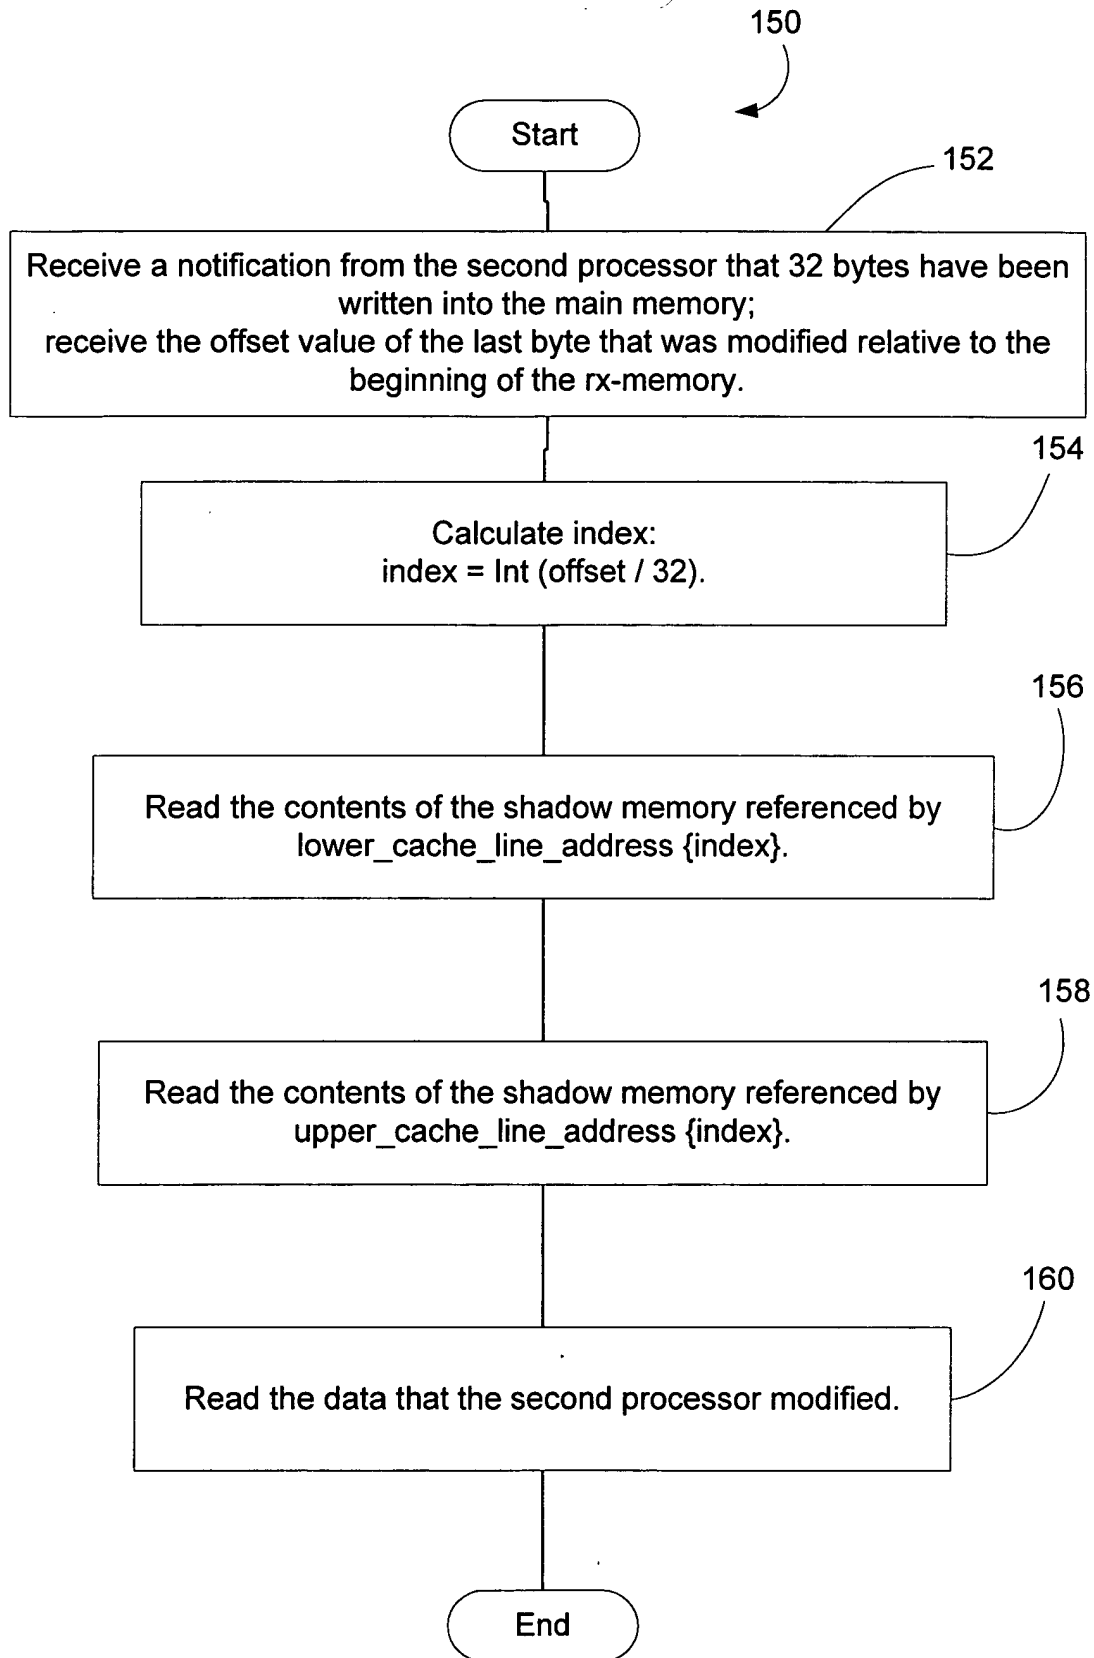 150
Start
152
Receive a notification from the second processor that 32 bytes have been
written into the main memory;
receive the offset value of the last byte that was modified relative to the
beginning of the rx-memory.
154
Calculate index:
index = Int (offset / 32).
156
Read the contents of the shadow memory referenced by
lower_cache_line_address {index}.
158
Read the contents of the shadow memory referenced by
upper_cache_line_address {index}.
160
Read the data that the second processor modified.
End